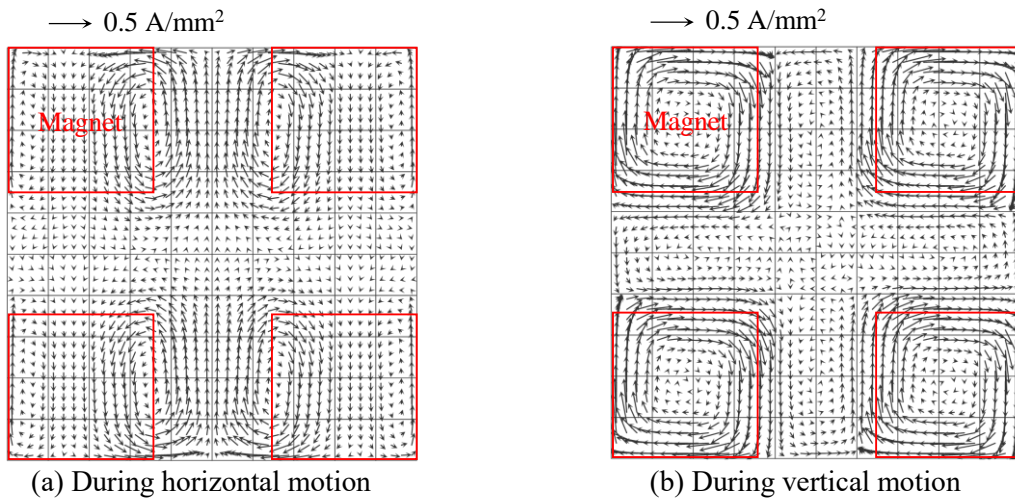 0.5 A/mm²
0.5 A/mm²
Magnet
Magnet
(a) During horizontal motion
(b) During vertical motion